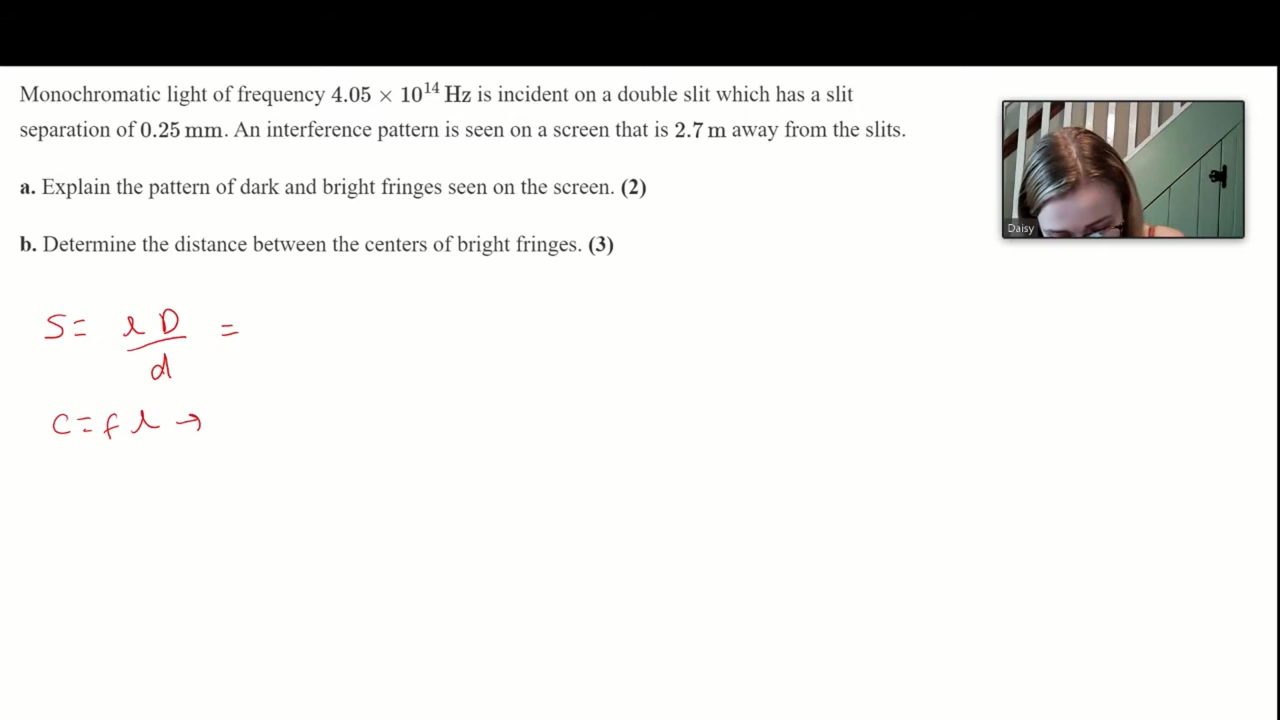 Monochromatic light of frequency 4.05 × 10¹⁴ Hz is incident on a double slit which has a slit
separation of 0.25 mm. An interference pattern is seen on a screen that is 2.7 m away from the slits.
a. Explain the pattern of dark and bright fringes seen on the screen. (2)
b. Determine the distance between the centers of bright fringes. (3)
Daisy
S = λD/d =
c = fλ →